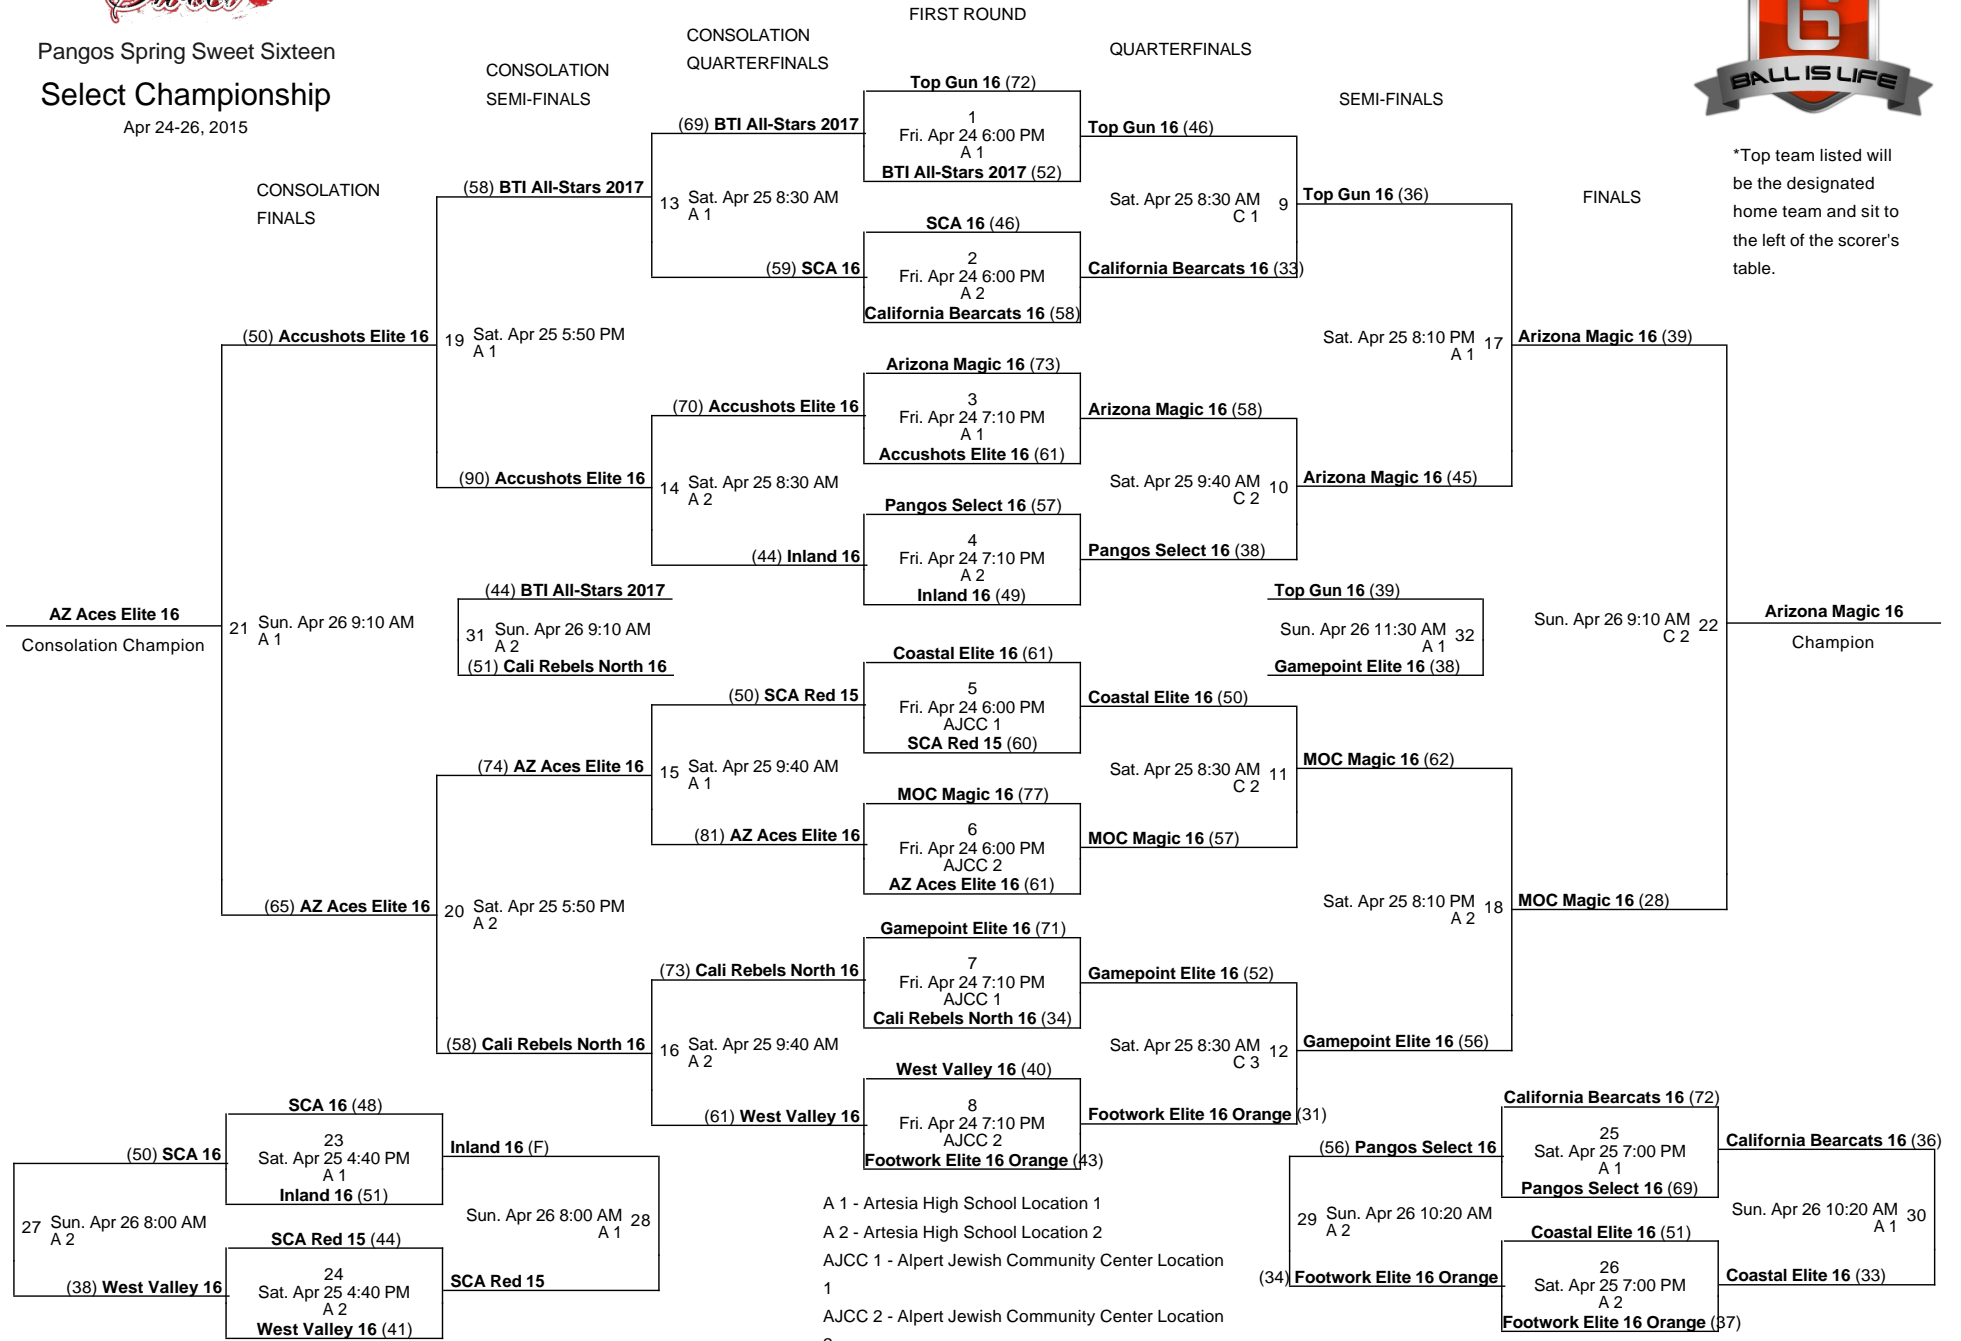 Sweet
Pangos Spring Sweet Sixteen
Select Championship
Apr 24-26, 2015
FIRST ROUND
CONSOLATION
QUARTERFINALS
QUARTERFINALS
CONSOLATION
SEMI-FINALS
SEMI-FINALS
CONSOLATION
FINALS
FINALS
BALL IS LIFE
*Top team listed will
be the designated
home team and sit to
the left of the scorer's
table.
Top Gun 16 (72)
1
Fri. Apr 24 6:00 PM
A 1
BTI All-Stars 2017 (52)
SCA 16 (46)
2
Fri. Apr 24 6:00 PM
A 2
California Bearcats 16 (58)
Arizona Magic 16 (73)
3
Fri. Apr 24 7:10 PM
A 1
Accushots Elite 16 (61)
Pangos Select 16 (57)
4
Fri. Apr 24 7:10 PM
A 2
Inland 16 (49)
Coastal Elite 16 (61)
5
Fri. Apr 24 6:00 PM
AJCC 1
SCA Red 15 (60)
MOC Magic 16 (77)
6
Fri. Apr 24 6:00 PM
AJCC 2
AZ Aces Elite 16 (61)
Gamepoint Elite 16 (71)
7
Fri. Apr 24 7:10 PM
AJCC 1
Cali Rebels North 16 (34)
West Valley 16 (40)
8
Fri. Apr 24 7:10 PM
AJCC 2
Footwork Elite 16 Orange (43)
(69) BTI All-Stars 2017
13 Sat. Apr 25 8:30 AM
A 1
(59) SCA 16
(70) Accushots Elite 16
14 Sat. Apr 25 8:30 AM
A 2
(44) Inland 16
(50) SCA Red 15
15 Sat. Apr 25 9:40 AM
A 1
(81) AZ Aces Elite 16
(73) Cali Rebels North 16
16 Sat. Apr 25 9:40 AM
A 2
(61) West Valley 16
(58) BTI All-Stars 2017
19 Sat. Apr 25 5:50 PM
A 1
(90) Accushots Elite 16
(74) AZ Aces Elite 16
20 Sat. Apr 25 5:50 PM
A 2
(58) Cali Rebels North 16
(44) BTI All-Stars 2017
31 Sun. Apr 26 9:10 AM
A 2
(51) Cali Rebels North 16
(50) Accushots Elite 16
21 Sun. Apr 26 9:10 AM
A 1
(65) AZ Aces Elite 16
AZ Aces Elite 16
Consolation Champion
Top Gun 16 (46)
Sat. Apr 25 8:30 AM 9
C 1
California Bearcats 16 (33)
Arizona Magic 16 (58)
Sat. Apr 25 9:40 AM 10
C 2
Pangos Select 16 (38)
Coastal Elite 16 (50)
Sat. Apr 25 8:30 AM 11
C 2
MOC Magic 16 (57)
Gamepoint Elite 16 (52)
Sat. Apr 25 8:30 AM 12
C 3
Footwork Elite 16 Orange (31)
Top Gun 16 (36)
Sat. Apr 25 8:10 PM 17
A 1
Arizona Magic 16 (45)
Top Gun 16 (39)
Sun. Apr 26 11:30 AM 32
A 1
Gamepoint Elite 16 (38)
MOC Magic 16 (62)
Sat. Apr 25 8:10 PM 18
A 2
Gamepoint Elite 16 (56)
Arizona Magic 16 (39)
Sun. Apr 26 9:10 AM 22
C 2
MOC Magic 16 (28)
Arizona Magic 16
Champion
SCA 16 (48)
23
Sat. Apr 25 4:40 PM
A 1
Inland 16 (51)
SCA Red 15 (44)
24
Sat. Apr 25 4:40 PM
A 2
West Valley 16 (41)
(50) SCA 16
27 Sun. Apr 26 8:00 AM
A 2
(38) West Valley 16
Inland 16 (F)
Sun. Apr 26 8:00 AM 28
A 1
SCA Red 15
A 1 - Artesia High School Location 1
A 2 - Artesia High School Location 2
AJCC 1 - Alpert Jewish Community Center Location
1
AJCC 2 - Alpert Jewish Community Center Location
California Bearcats 16 (72)
25
Sat. Apr 25 7:00 PM
A 1
Pangos Select 16 (69)
Coastal Elite 16 (51)
26
Sat. Apr 25 7:00 PM
A 2
Footwork Elite 16 Orange (37)
(56) Pangos Select 16
29 Sun. Apr 26 10:20 AM
A 2
(34) Footwork Elite 16 Orange
California Bearcats 16 (36)
Sun. Apr 26 10:20 AM 30
A 1
Coastal Elite 16 (33)